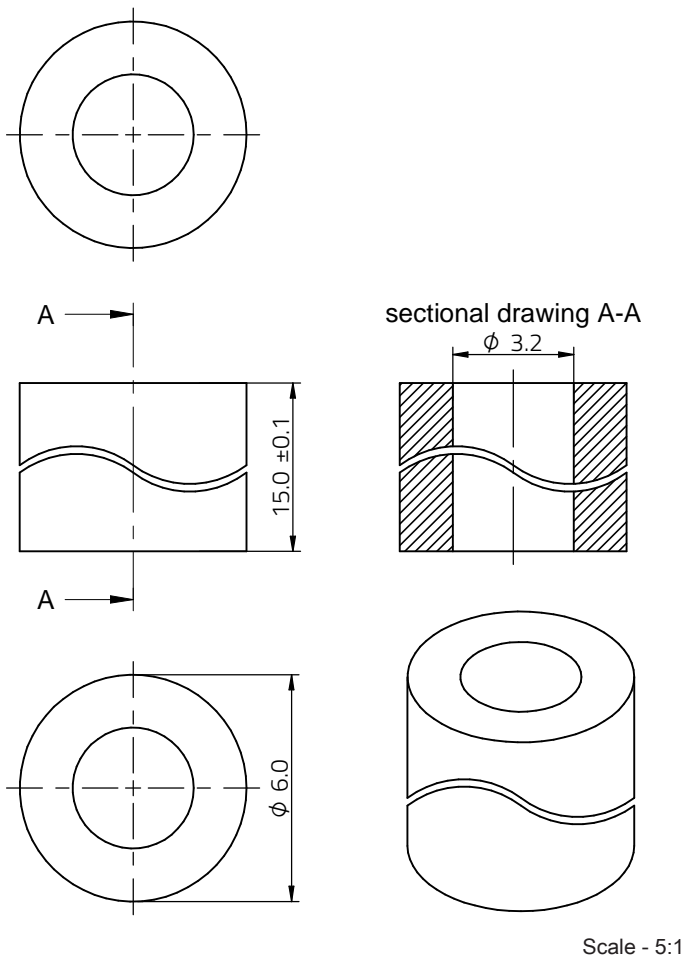 A
sectional drawing A-A
ϕ 3.2
15.0 ±0.1
A
ϕ 6.0
Scale - 5:1